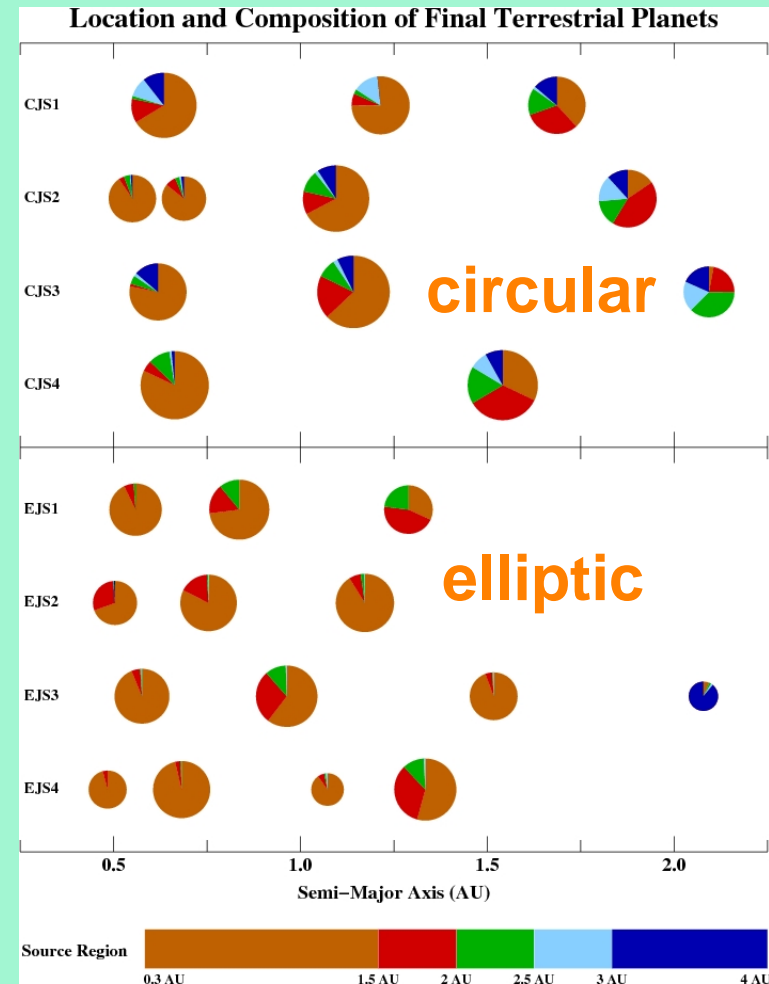 Location and Composition of Final Terrestrial Planets
CJS1
CJS2
CJS3
circular
CJS4
EJS1
elliptic
EJS2
EJS3
EJS4
0.5 1.0 1.5 2.0
Semi-Major Axis (AU)
Source Region
0.3 AU 1.5 AU 2 AU 2.5 AU 3 AU 4 AU